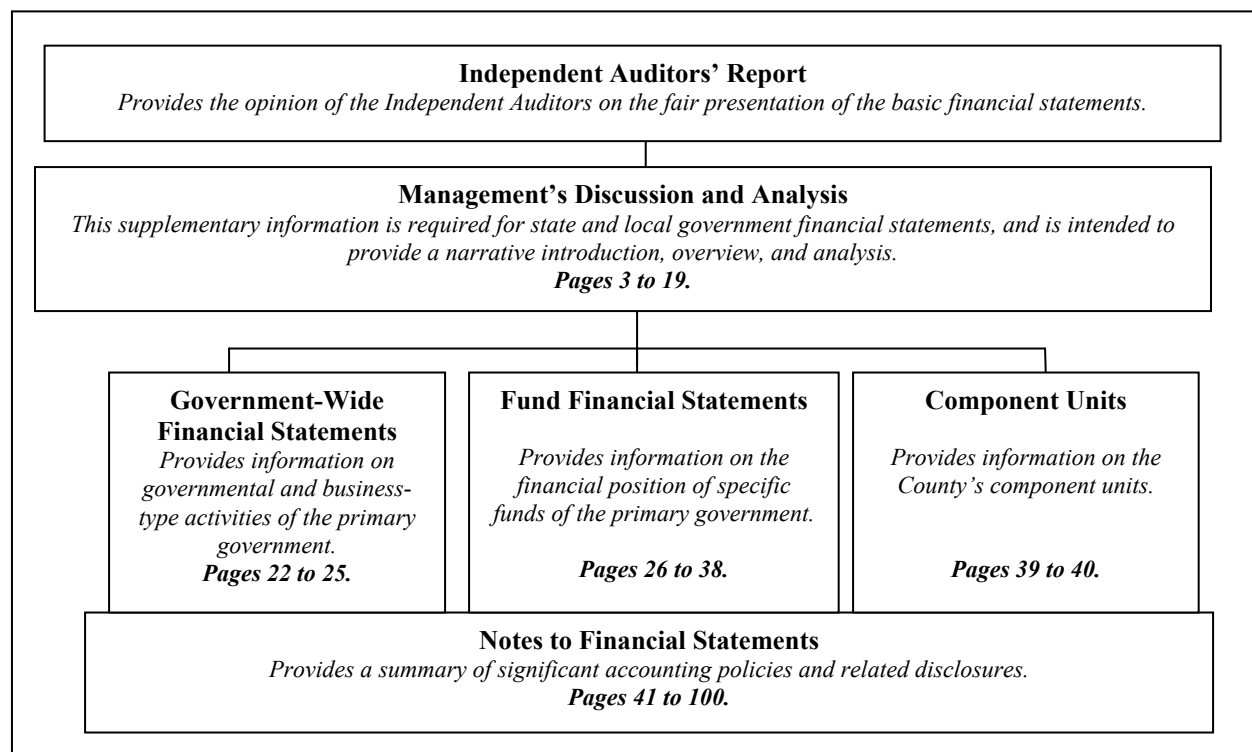 Independent Auditors’ Report
Provides the opinion of the Independent Auditors on the fair presentation of the basic financial statements.
Management’s Discussion and Analysis
This supplementary information is required for state and local government financial statements, and is intended to
provide a narrative introduction, overview, and analysis.
Pages 3 to 19.
Government-Wide
Financial Statements
Provides information on
governmental and business-
type activities of the primary
government.
Pages 22 to 25.
Fund Financial Statements
Provides information on the
financial position of specific
funds of the primary government.
Pages 26 to 38.
Component Units
Provides information on the
County’s component units.
Pages 39 to 40.
Notes to Financial Statements
Provides a summary of significant accounting policies and related disclosures.
Pages 41 to 100.